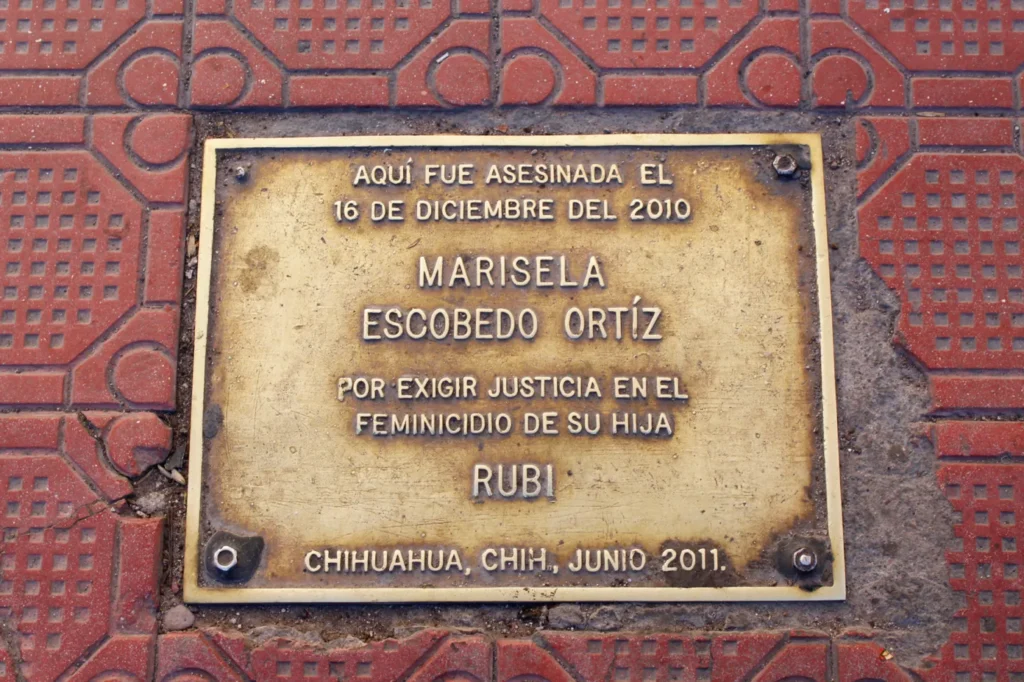 AQUÍ FUE ASESINADA EL
16 DE DICIEMBRE DEL 2010
MARISELA
ESCOBEDO ORTÍZ
POR EXIGIR JUSTICIA EN EL
FEMINICIDIO DE SU HIJA
RUBI
CHIHUAHUA, CHIH., JUNIO 2011.